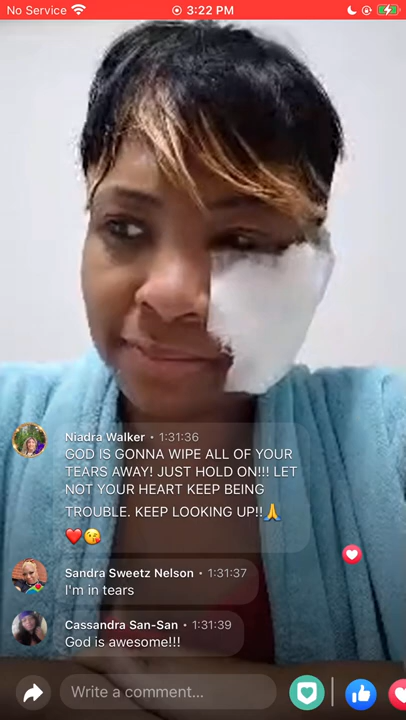 No Service 3:22 PM
Niadra Walker • 1:31:36
GOD IS GONNA WIPE ALL OF YOUR
TEARS AWAY! JUST HOLD ON!!! LET
NOT YOUR HEART KEEP BEING
TROUBLE. KEEP LOOKING UP!!🙏
❤️😘
Sandra Sweetz Nelson • 1:31:37
I'm in tears
Cassandra San-San • 1:31:39
God is awesome!!!
Write a comment...